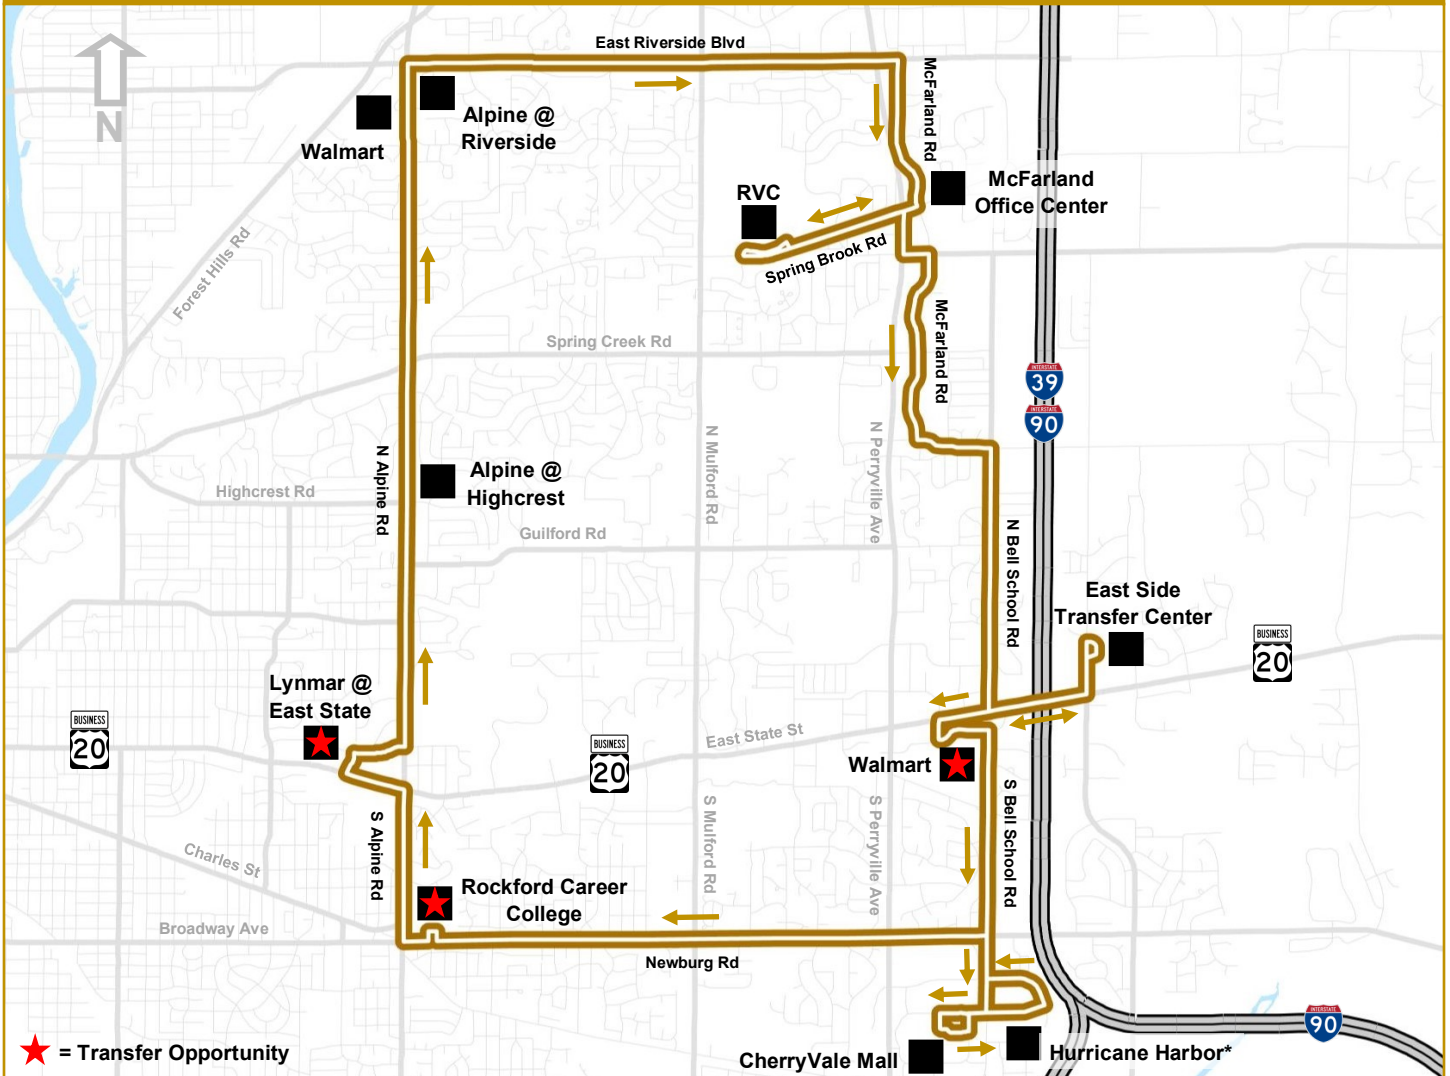 East Riverside Blvd
N
McFarland Rd
Alpine @
Riverside
Walmart
McFarland
Office Center
RVC
Spring Brook Rd
Forest Hills Rd
McFarland Rd
Spring Creek Rd
INTERSTATE
39
INTERSTATE
90
N Alpine Rd
N Mulford Rd
N Perryville Ave
Alpine @
Highcrest
Highcrest Rd
Guilford Rd
N Bell School Rd
East Side
Transfer Center
BUSINESS
20
Lynmar @
East State
BUSINESS
20
East State St
BUSINESS
20
Walmart
S Alpine Rd
S Mulford Rd
S Perryville Ave
S Bell School Rd
Charles St
Rockford Career
College
Broadway Ave
Newburg Rd
INTERSTATE
90
= Transfer Opportunity
CherryVale Mall
Hurricane Harbor*